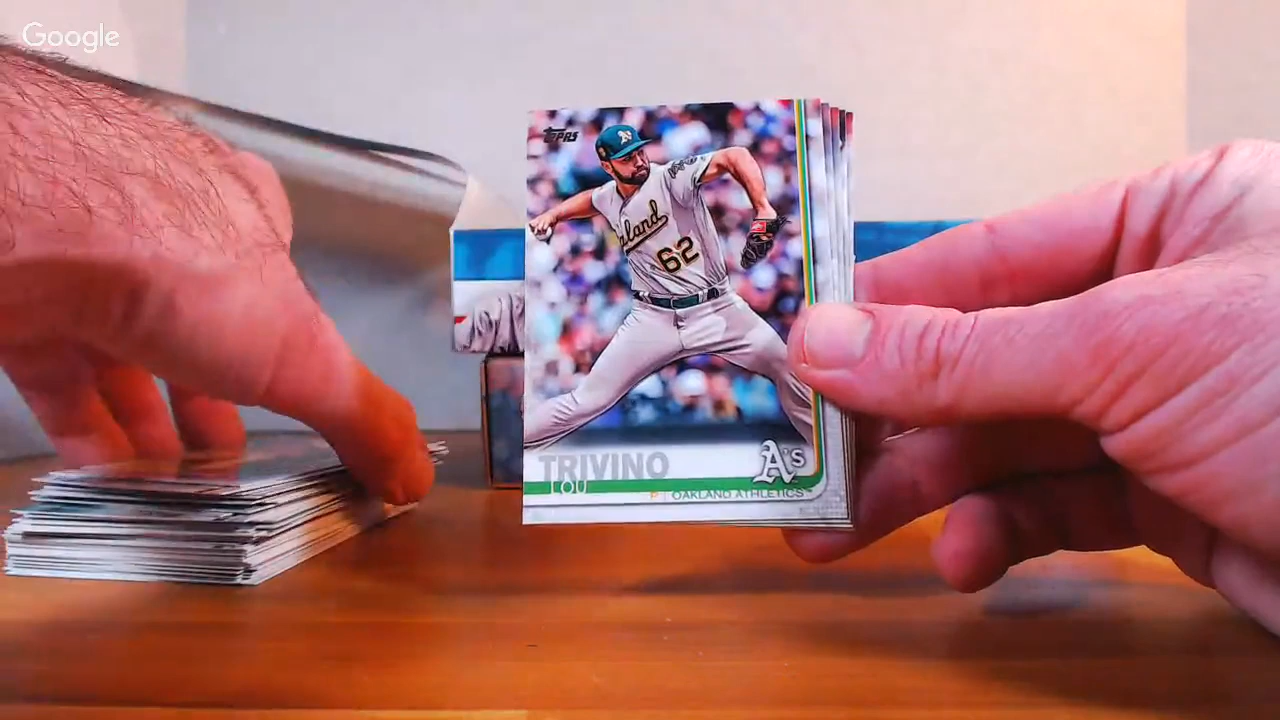 Google
TOPPS
A's
Oakland
62
TRIVINO
LOU
A's
P OAKLAND ATHLETICS